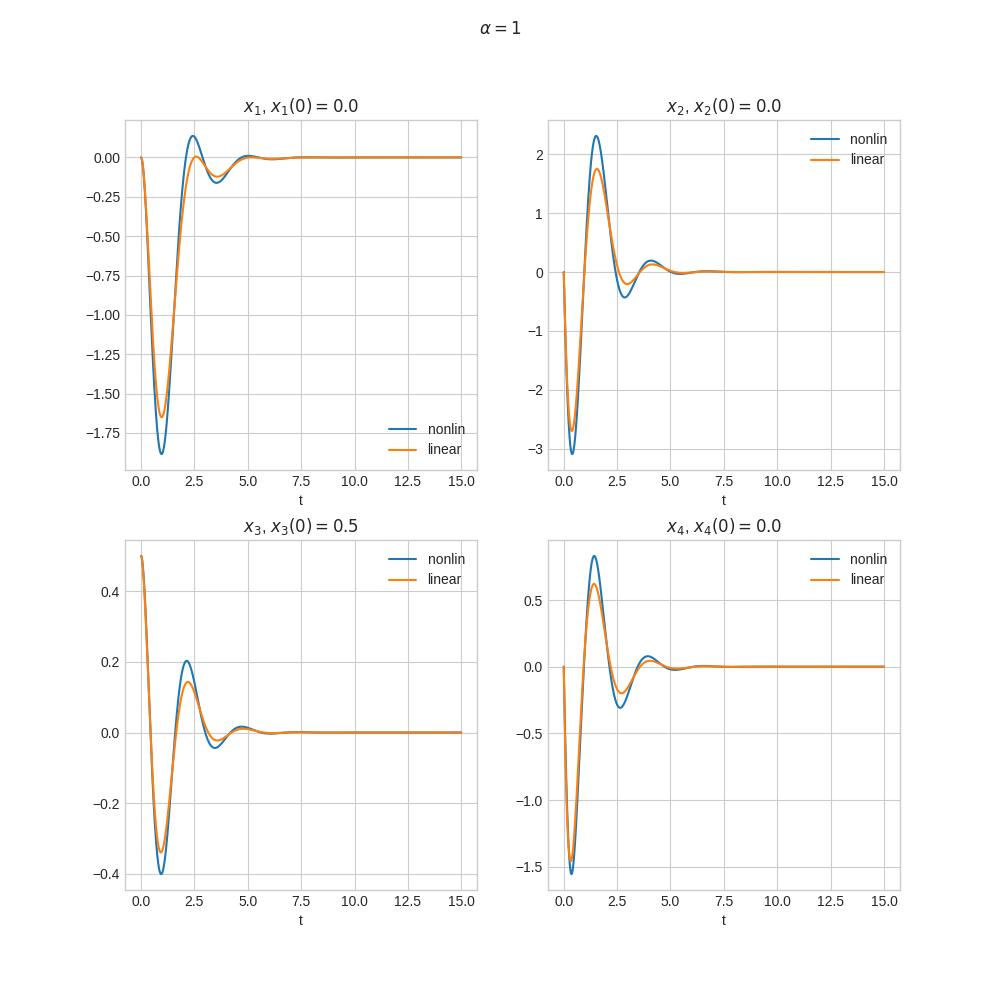 α = 1
x₁, x₁(0) = 0.0
0.00
−0.25
−0.50
−0.75
−1.00
−1.25
−1.50
−1.75
nonlin
linear
0.0 2.5 5.0 7.5 10.0 12.5 15.0
t
x₂, x₂(0) = 0.0
2
1
0
−1
−2
−3
nonlin
linear
0.0 2.5 5.0 7.5 10.0 12.5 15.0
t
x₃, x₃(0) = 0.5
0.4
0.2
0.0
−0.2
−0.4
nonlin
linear
0.0 2.5 5.0 7.5 10.0 12.5 15.0
t
x₄, x₄(0) = 0.0
0.5
0.0
−0.5
−1.0
−1.5
nonlin
linear
0.0 2.5 5.0 7.5 10.0 12.5 15.0
t